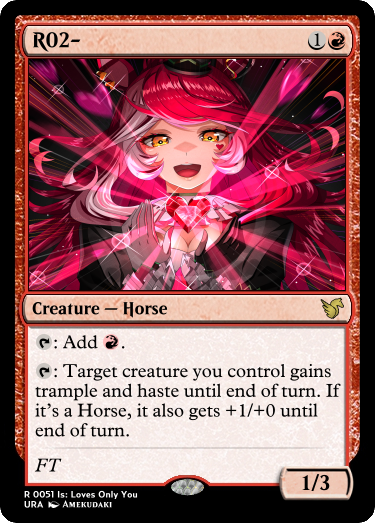 R02-
1
Creature — Horse
: Add .
: Target creature you control gains
trample and haste until end of turn. If
it's a Horse, it also gets +1/+0 until
end of turn.
FT
1/3
R 0051 Is: Loves Only You
URA Amekudaki